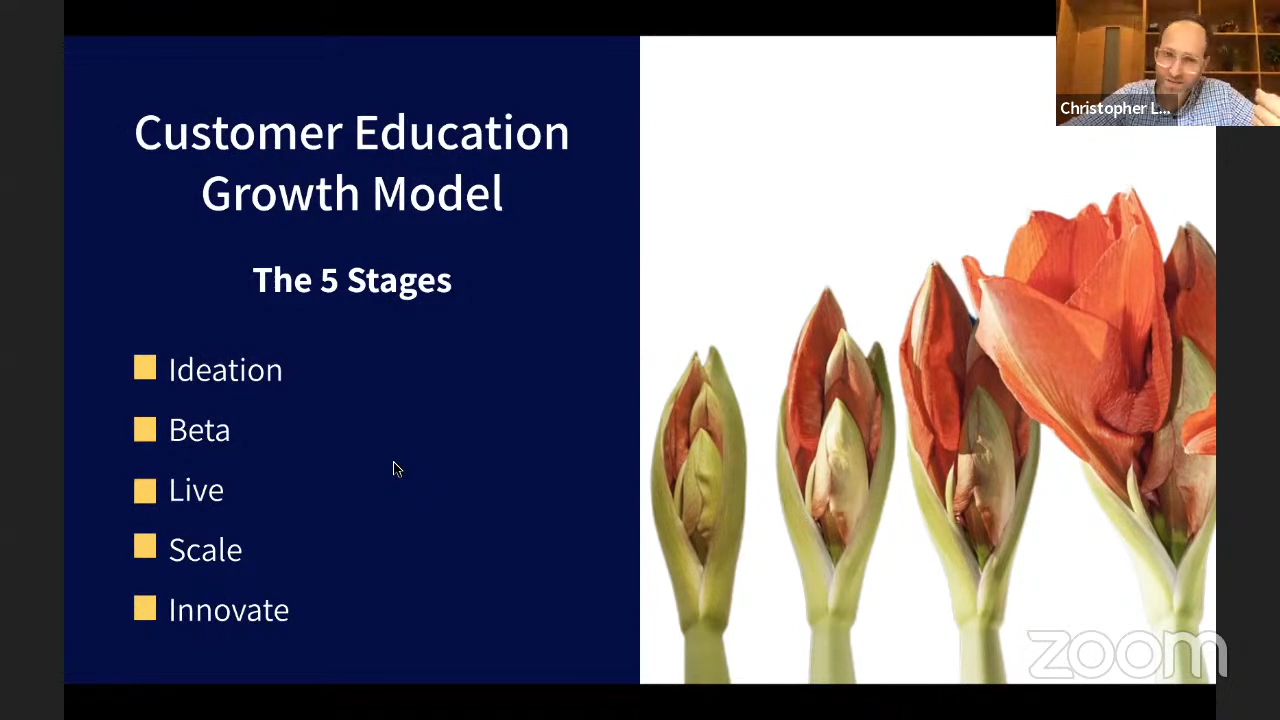 Customer Education
Growth Model
The 5 Stages
Ideation
Beta
Live
Scale
Innovate
Christopher L...
zoom